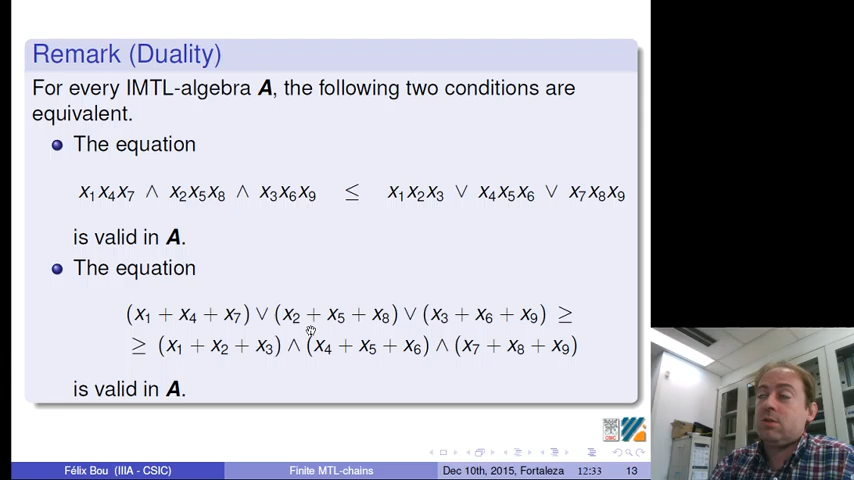 Remark (Duality)
For every IMTL-algebra A, the following two conditions are
equivalent.
The equation
x₁x₄x₇ ∧ x₂x₅x₈ ∧ x₃x₆x₉ ≤ x₁x₂x₃ ∨ x₄x₅x₆ ∨ x₇x₈x₉
is valid in A.
The equation
(x₁ + x₄ + x₇) ∨ (x₂ + x₅ + x₈) ∨ (x₃ + x₆ + x₉) ≥
≥ (x₁ + x₂ + x₃) ∧ (x₄ + x₅ + x₆) ∧ (x₇ + x₈ + x₉)
is valid in A.
CSIC
Félix Bou (IIIA - CSIC) Finite MTL-chains Dec 10th, 2015, Fortaleza 12:33 13